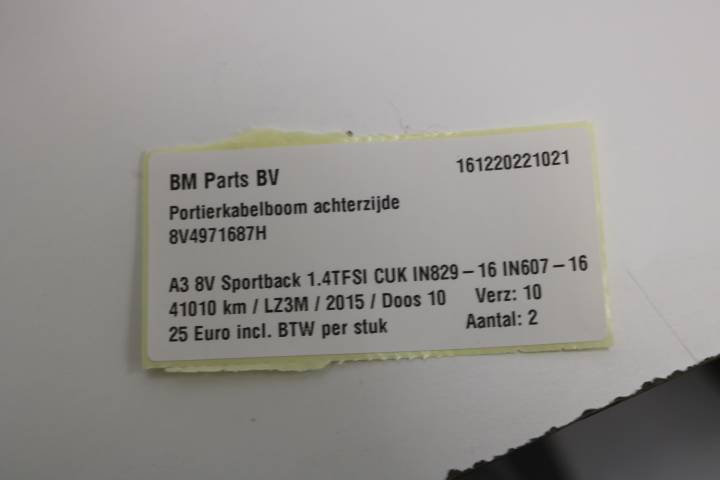 BM Parts BV 161220221021
Portierkabelboom achterzijde
8V4971687H
A3 8V Sportback 1.4TFSI CUK IN829 – 16 IN607 – 16
41010 km / LZ3M / 2015 / Doos 10 Verz: 10
25 Euro incl. BTW per stuk Aantal: 2